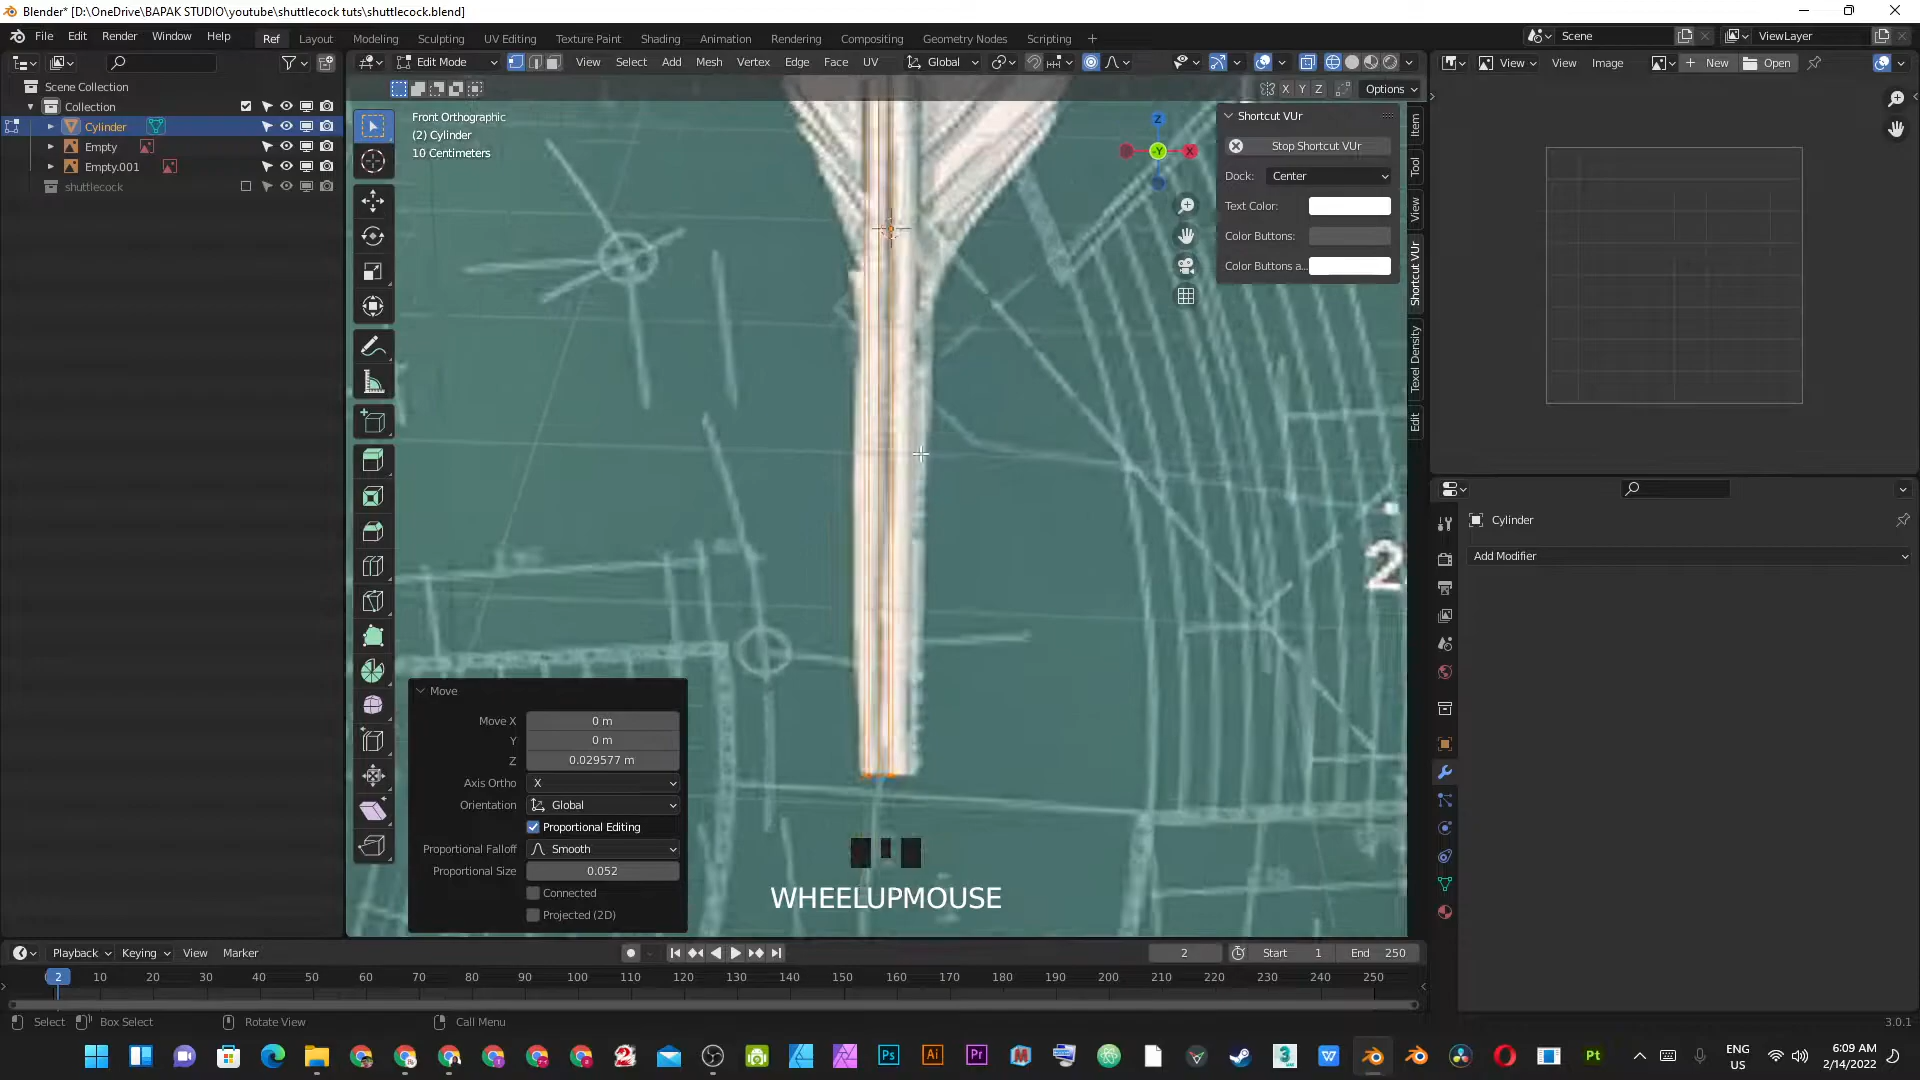 Blender* [D:\OneDrive\BAPAK STUDIO\youtube\shuttlecock tuts\shuttlecock.blend]
File Edit Render Window Help Ref Layout Modeling Sculpting UV Editing Texture Paint Shading Animation Rendering Compositing Geometry Nodes Scripting Scene ViewLayer
Edit Mode View Select Add Mesh Vertex Edge Face UV Global View View Image New Open
Scene Collection
Collection
Cylinder
Empty
Empty.001
shuttlecock
X Y Z Options
Front Orthographic
(2) Cylinder
10 Centimeters
Z
Y
X
Shortcut VUr
Stop Shortcut VUr
Dock: Center
Text Color:
Color Buttons:
Color Buttons a...
Item
Tool
View
Shortcut VUr
Texel Density
Edit
2
Move
Move X 0 m
Y 0 m
Z 0.029577 m
Axis Ortho X
Orientation Global
Proportional Editing
Proportional Falloff Smooth
Proportional Size 0.052
Connected
Projected (2D)
WHEELUPMOUSE
Cylinder
Add Modifier
Playback Keying View Marker 2 Start 1 End 250
2 10 20 30 40 50 60 70 80 90 100 110 120 130 140 150 160 170 180 190 200 210 220 230 240 250
Select Box Select Rotate View Call Menu 3.0.1
Ps Ai Pr Pt
ENG
US
6:09 AM
2/14/2022